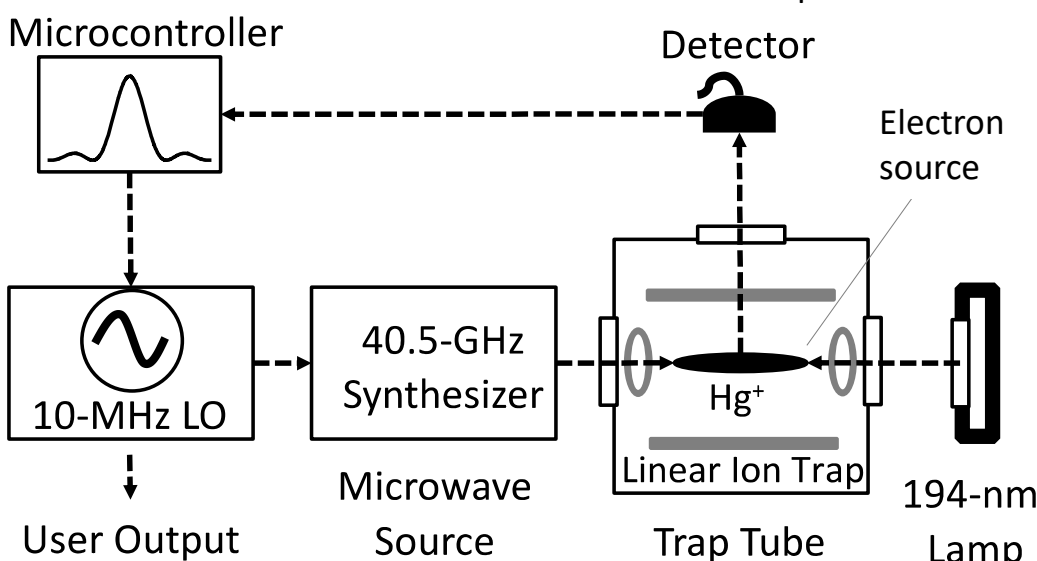 Microcontroller
Detector
Electron
source
10-MHz LO
40.5-GHz
Synthesizer
Hg⁺
Linear Ion Trap
User Output
Microwave
Source
Trap Tube
194-nm
Lamp